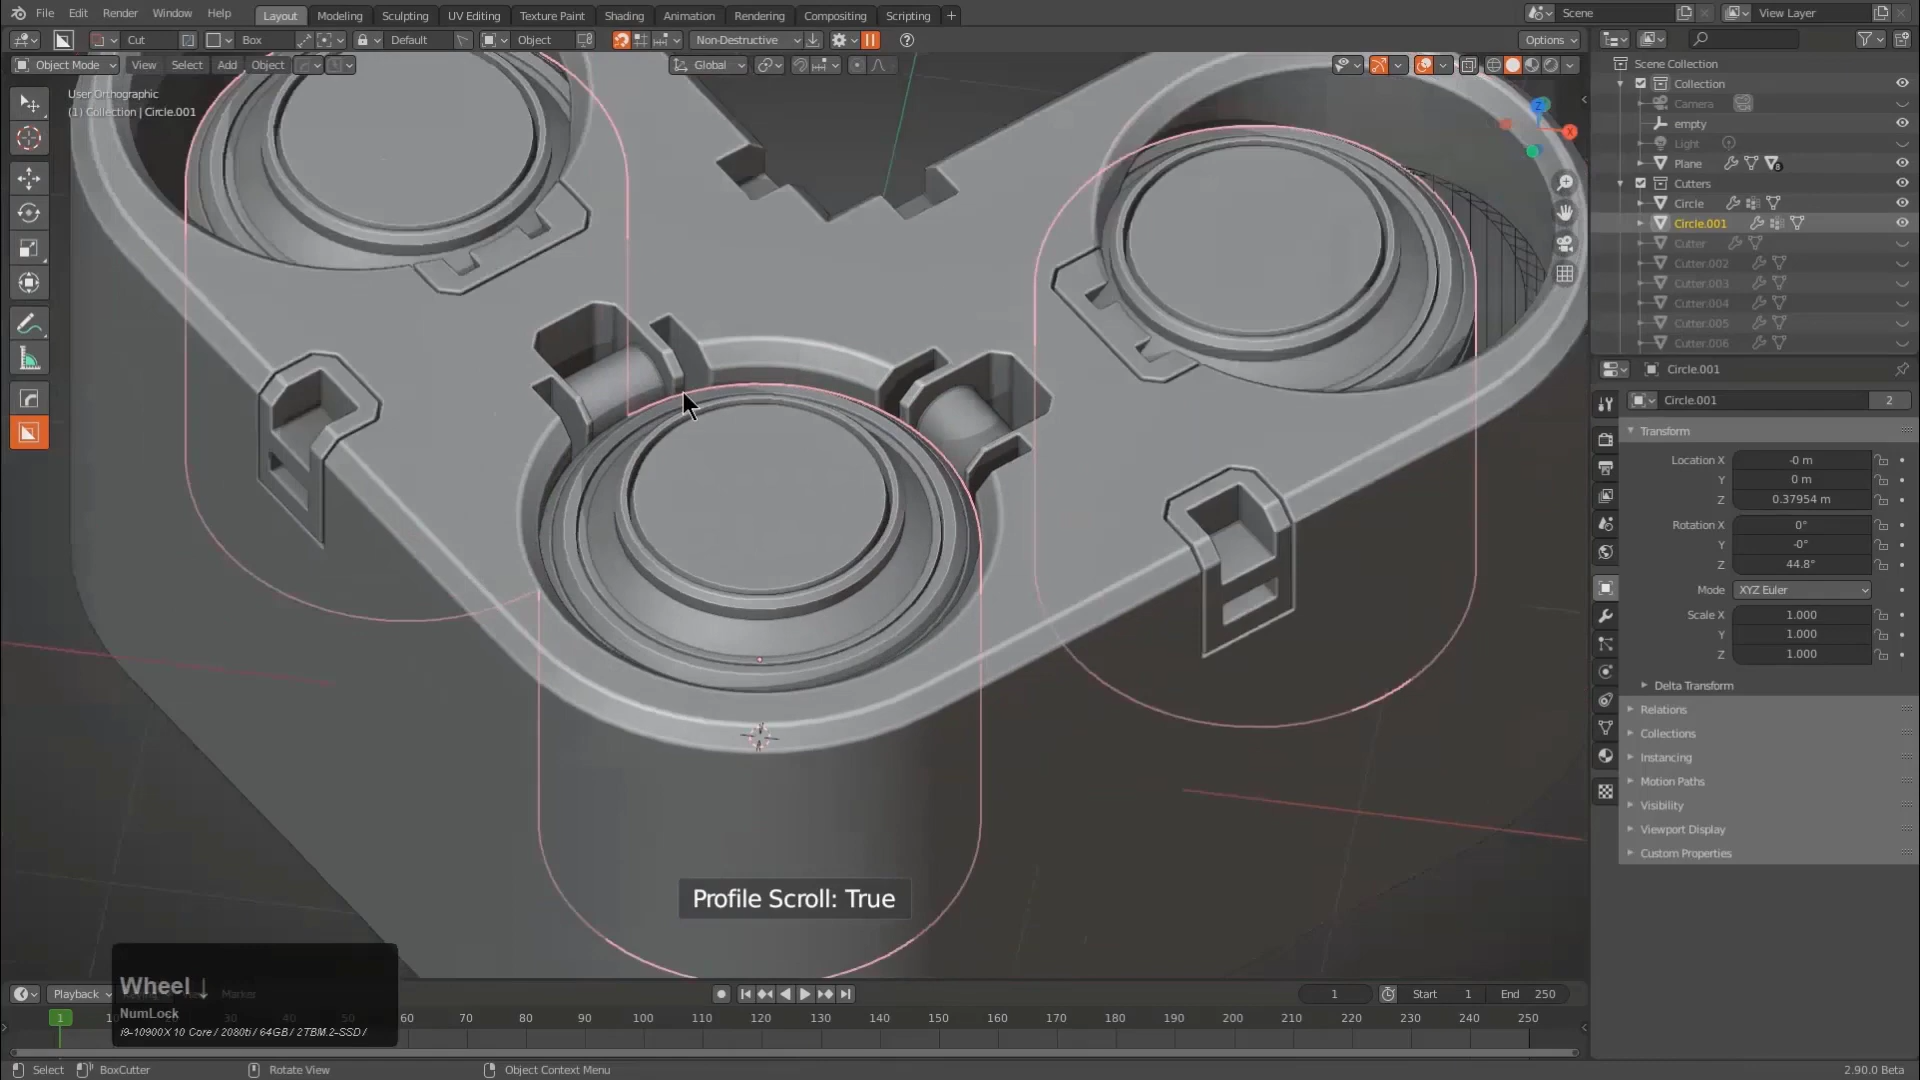 File Edit Render Window Help Layout Modeling Sculpting UV Editing Texture Paint Shading Animation Rendering Compositing Scripting + Scene View Layer
Cut Box Default Object Non-Destructive Options
Object Mode View Select Add Object Global
User Orthographic
(1) Collection | Circle.001
Z
X
Scene Collection
Collection
Camera
empty
Light
Plane
Cutters
Circle
Circle.001
Cutter
Cutter.002
Cutter.003
Cutter.004
Cutter.005
Cutter.006
Circle.001
Circle.001 2
Transform
Location X -0 m
Y 0 m
Z 0.37954 m
Rotation X 0°
Y -0°
Z 44.8°
Mode XYZ Euler
Scale X 1.000
Y 1.000
Z 1.000
Delta Transform
Relations
Collections
Instancing
Motion Paths
Visibility
Viewport Display
Custom Properties
Profile Scroll: True
Wheel ↓
NumLock
i9-10900X 10 Core / 2080ti / 64GB / 2TBM.2-SSD /
Playback Marker 1 Start 1 End 250
1 10 60 70 80 90 100 110 120 130 140 150 160 170 180 190 200 210 220 230 240 250
Select BoxCutter Rotate View Object Context Menu 2.90.0 Beta